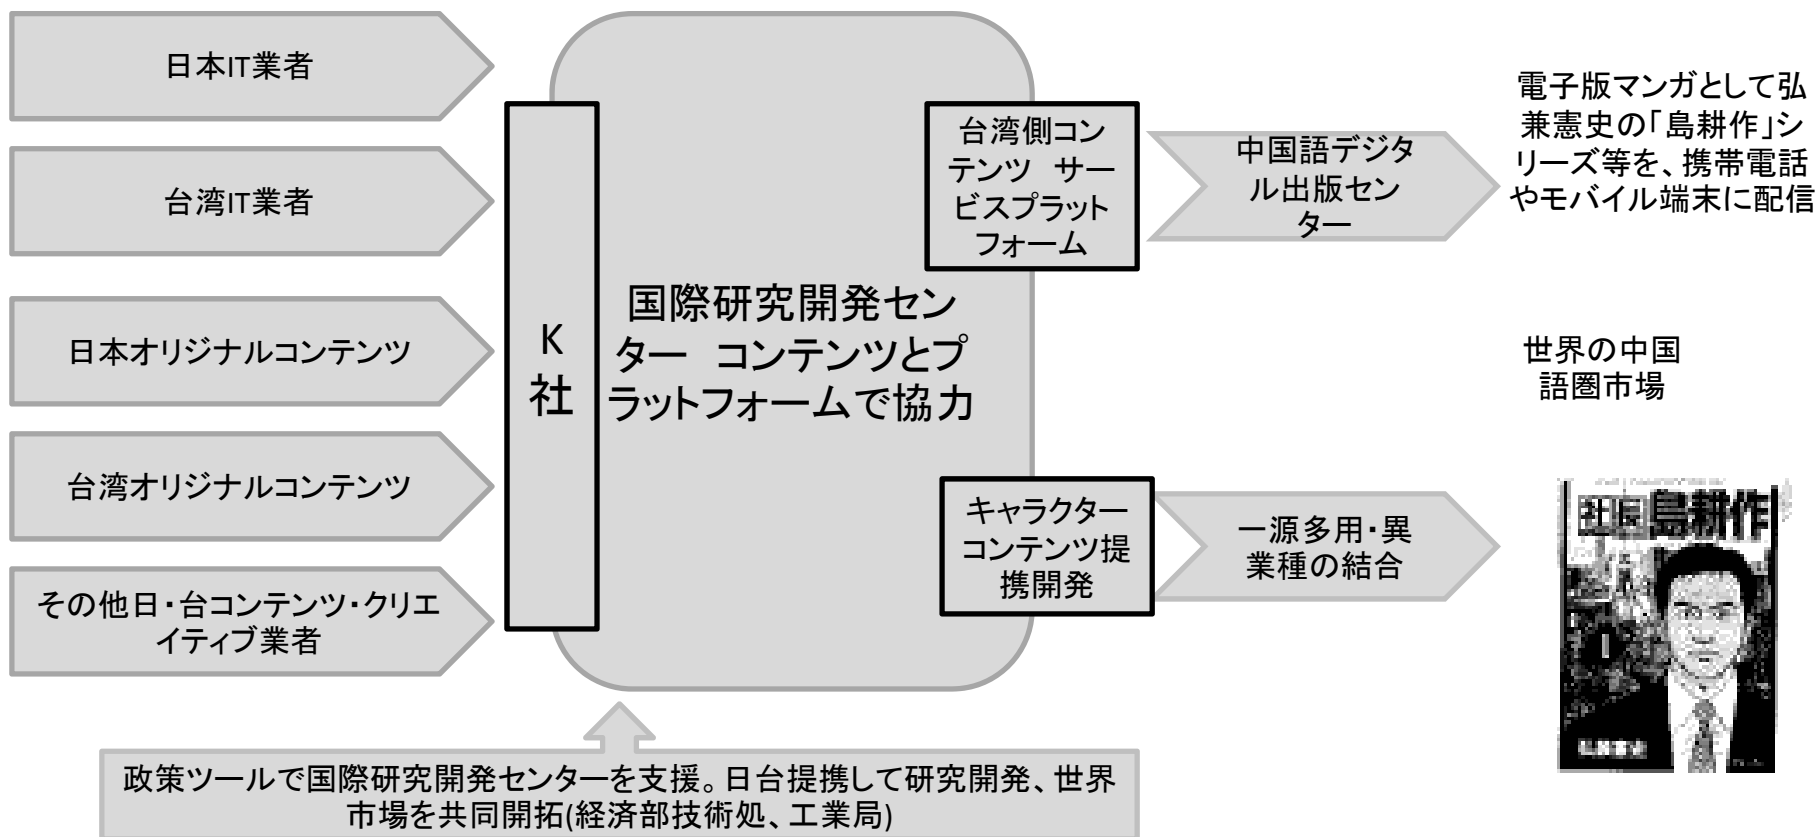 日本IT業者
台湾IT業者
日本オリジナルコンテンツ
台湾オリジナルコンテンツ
その他日・台コンテンツ・クリエ
イティブ業者
K
社
国際研究開発セン
ター コンテンツとプ
ラットフォームで協力
台湾側コン
テンツ サー
ビスプラット
フォーム
中国語デジタ
ル出版セン
ター
電子版マンガとして弘
兼憲史の「島耕作」シ
リーズ等を、携帯電話
やモバイル端末に配信
世界の中国
語圏市場
キャラクター
コンテンツ提
携開発
一源多用・異
業種の結合
社長 島耕作
1
弘兼憲史
政策ツールで国際研究開発センターを支援。日台提携して研究開発、世界
市場を共同開拓(経済部技術処、工業局)